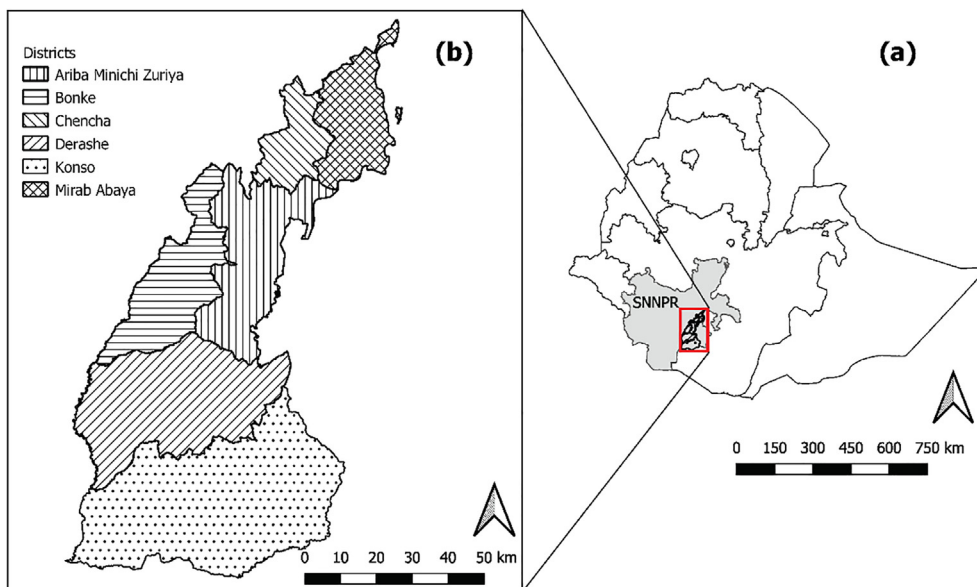 (b)
Districts
Ariba Minichi Zuriya
Bonke
Chencha
Derashe
Konso
Mirab Abaya
0 10 20 30 40 50 km
(a)
SNNPR
0 150 300 450 600 750 km